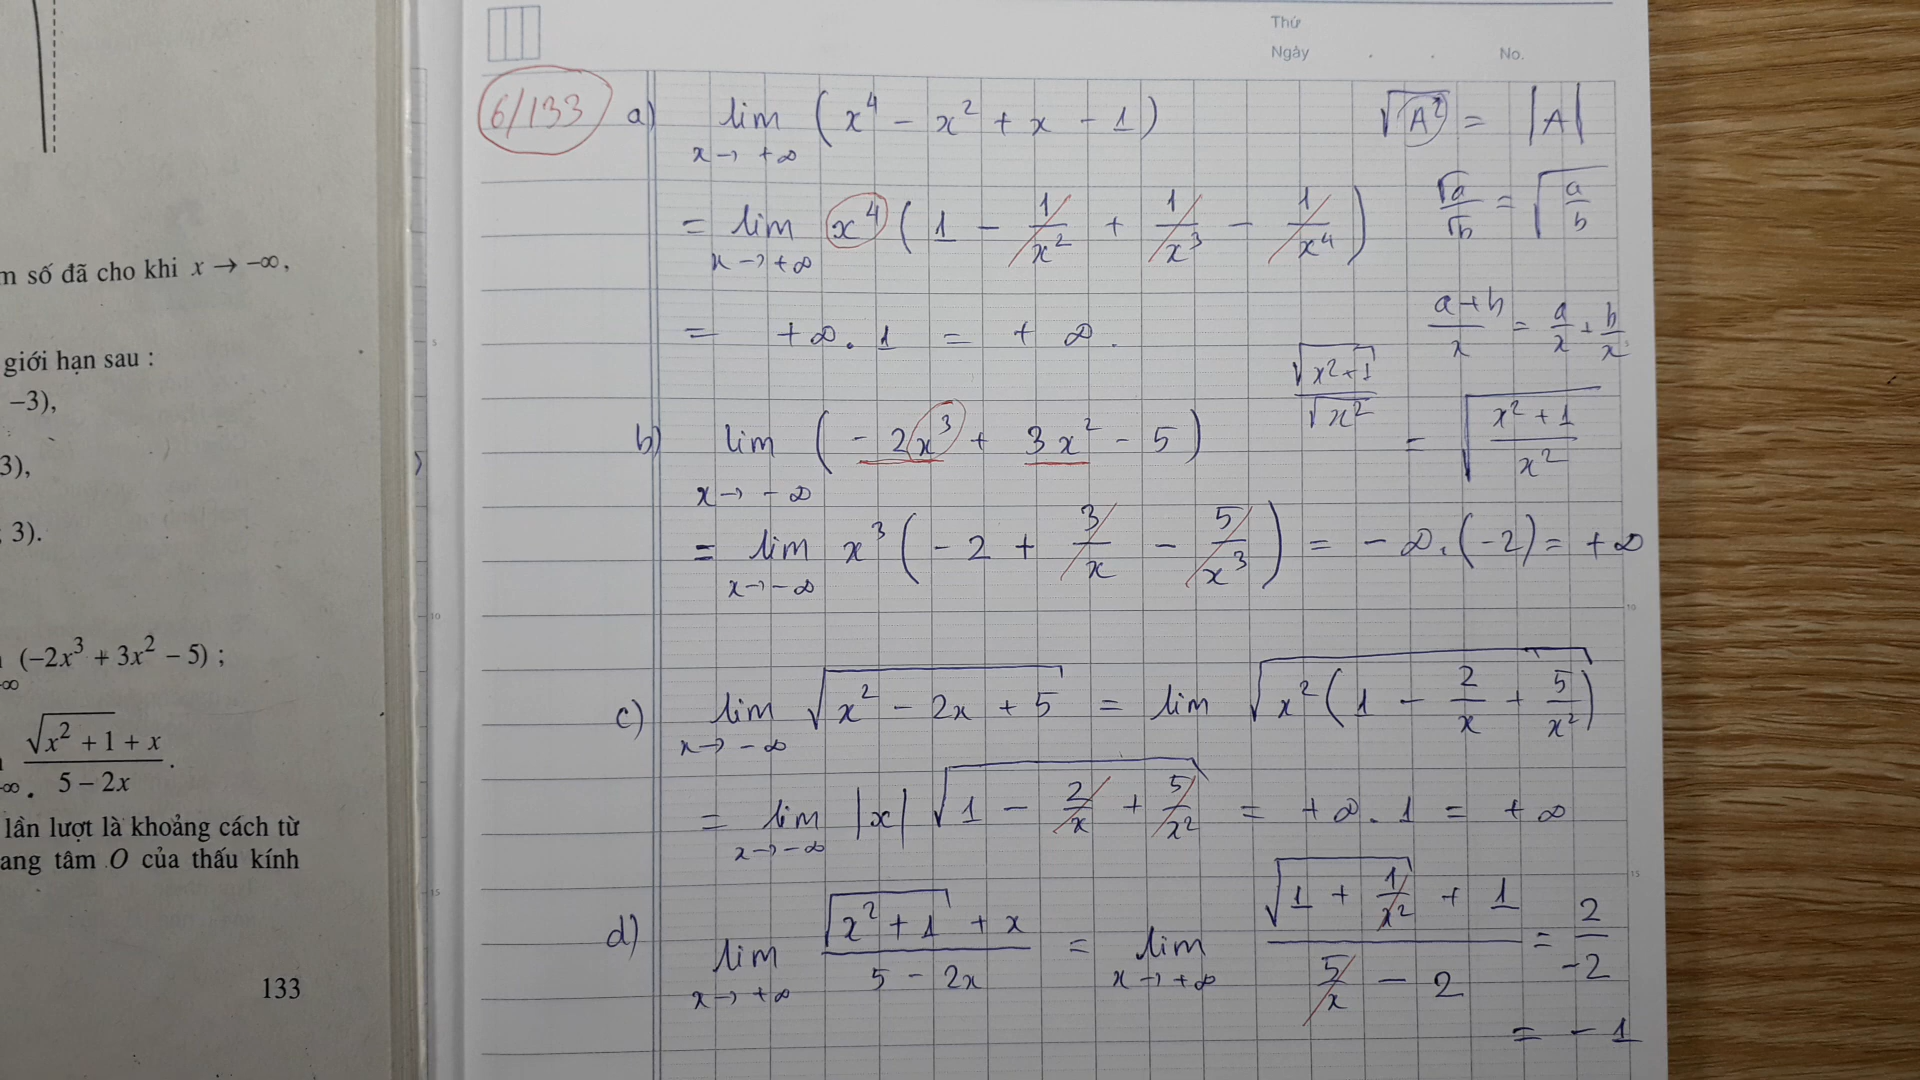 m số đã cho khi x → −∞,
giới hạn sau :
−3),
3),
; 3).
(−2x³ + 3x² − 5) ;
∞
√(x² + 1) + x
5 − 2x
.
∞.
lần lượt là khoảng cách từ
ang tâm O của thấu kính
133
Thứ
Ngày . . No.
6/133 a) lim (x⁴ − x² + x − 1)
x → +∞
√(A²) = |A|
= lim x⁴ (1 − 1/x² + 1/x³ − 1/x⁴)
x → +∞
√a/√b = √(a/b)
= +∞ . 1 = +∞.
(a + b)/x = a/x + b/x
√(x² + 1)/√(x²)
= √((x² + 1)/x²)
b) lim (−2x³ + 3x² − 5)
x → −∞
= lim x³ (−2 + 3/x − 5/x³) = −∞ . (−2) = +∞
x → −∞
c) lim √(x² − 2x + 5) = lim √(x² (1 − 2/x + 5/x²))
x → −∞
= lim |x| √(1 − 2/x + 5/x²) = +∞ . 1 = +∞
x → −∞
d) lim (√(x² + 1) + x)/(5 − 2x) = lim (√(1 + 1/x²) + 1)/(5/x − 2) = 2/−2
x → +∞ x → +∞
= −1
5
10
15
10
15